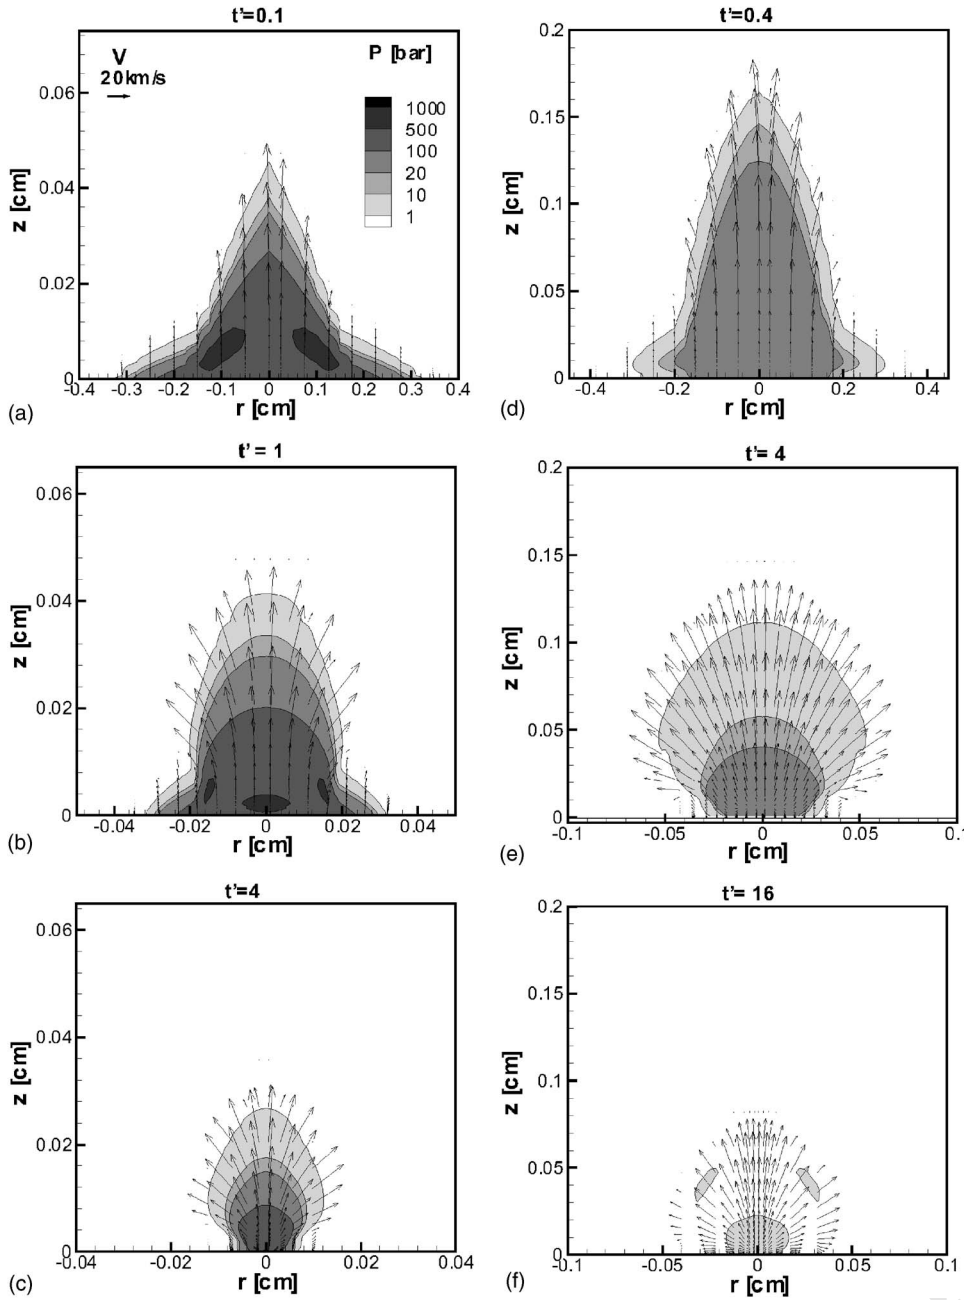 t'=0.1
V
20km/s
P [bar]
1000
500
100
20
10
1
0.06
0.04
0.02
0
z [cm]
-0.4 -0.3 -0.2 -0.1 0 0.1 0.2 0.3 0.4
r [cm]
(a)
t'=0.4
0.2
0.15
0.1
0.05
0
z [cm]
-0.4 -0.2 0 0.2 0.4
r [cm]
(d)
t' = 1
0.06
0.04
0.02
0
z [cm]
-0.04 -0.02 0 0.02 0.04
r [cm]
(b)
t'= 4
0.2
0.15
0.1
0.05
0
z [cm]
-0.1 -0.05 0 0.05 0.1
r [cm]
(e)
t'=4
0.06
0.04
0.02
0
z [cm]
-0.04 -0.02 0 0.02 0.04
r [cm]
(c)
t'= 16
0.2
0.15
0.1
0.05
0
z [cm]
-0.1 -0.05 0 0.05 0.1
r [cm]
(f)